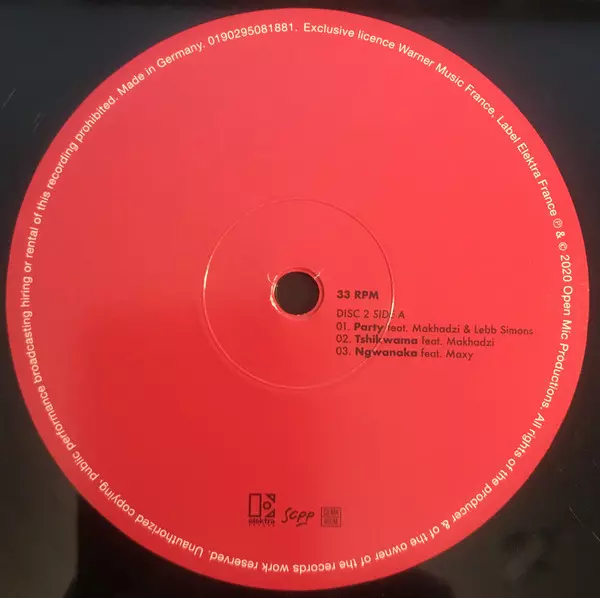 Unauthorized copying, public performance broadcasting hiring or rental of this recording prohibited. Made in Germany. 0190295081881. Exclusive licence Warner Music France, Label Elektra France ℗ & © 2020 Open Mic Productions. All rights of the producer & of the owner of the records work reserved.
33 RPM
DISC 2 SIDE A
01. Party feat. Makhadzi & Lebb Simons
02. Tshikwama feat. Makhadzi
03. Ngwanaka feat. Maxy
elektra
FRANCE
scpp